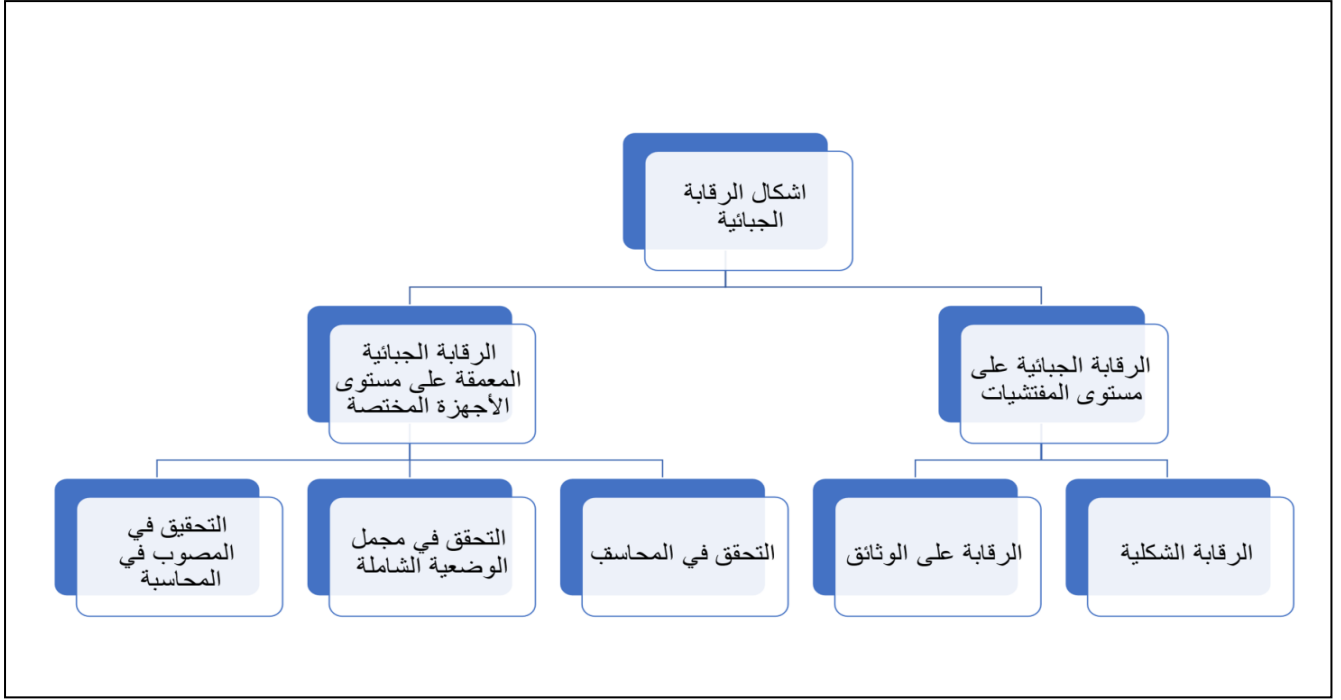 اشكال الرقابة
الجبائية
الرقابة الجبائية على
مستوى المفتشيات
الرقابة الجبائية
المعمقة على مستوى
الأجهزة المختصة
الرقابة الشكلية
الرقابة على الوثائق
التحقق في المحاسقب
التحقق في مجمل
الوضعية الشاملة
التحقيق في
المصوب في
المحاسبة